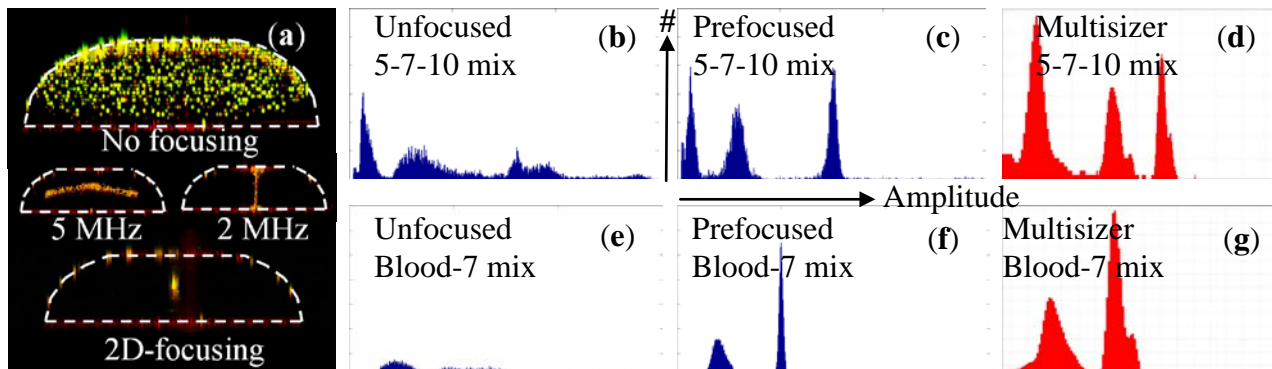 (a)
No focusing
5 MHz
2 MHz
2D-focusing
Unfocused
5-7-10 mix
(b)
#
Prefocused
5-7-10 mix
(c)
Multisizer
5-7-10 mix
(d)
Amplitude
Unfocused
Blood-7 mix
(e)
Prefocused
Blood-7 mix
(f)
Multisizer
Blood-7 mix
(g)